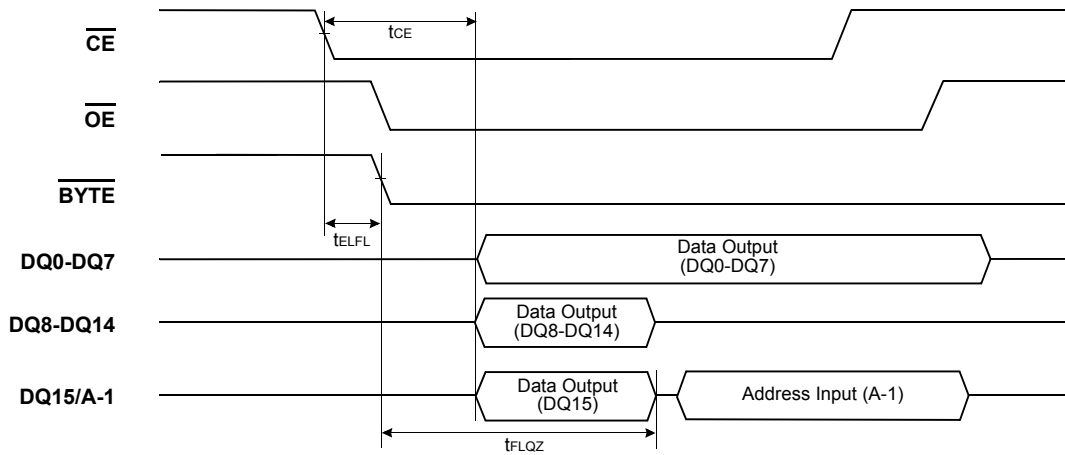 tCE
CE
OE
BYTE
tELFL
DQ0-DQ7
Data Output
(DQ0-DQ7)
DQ8-DQ14
Data Output
(DQ8-DQ14)
DQ15/A-1
Data Output
(DQ15)
Address Input (A-1)
tFLQZ